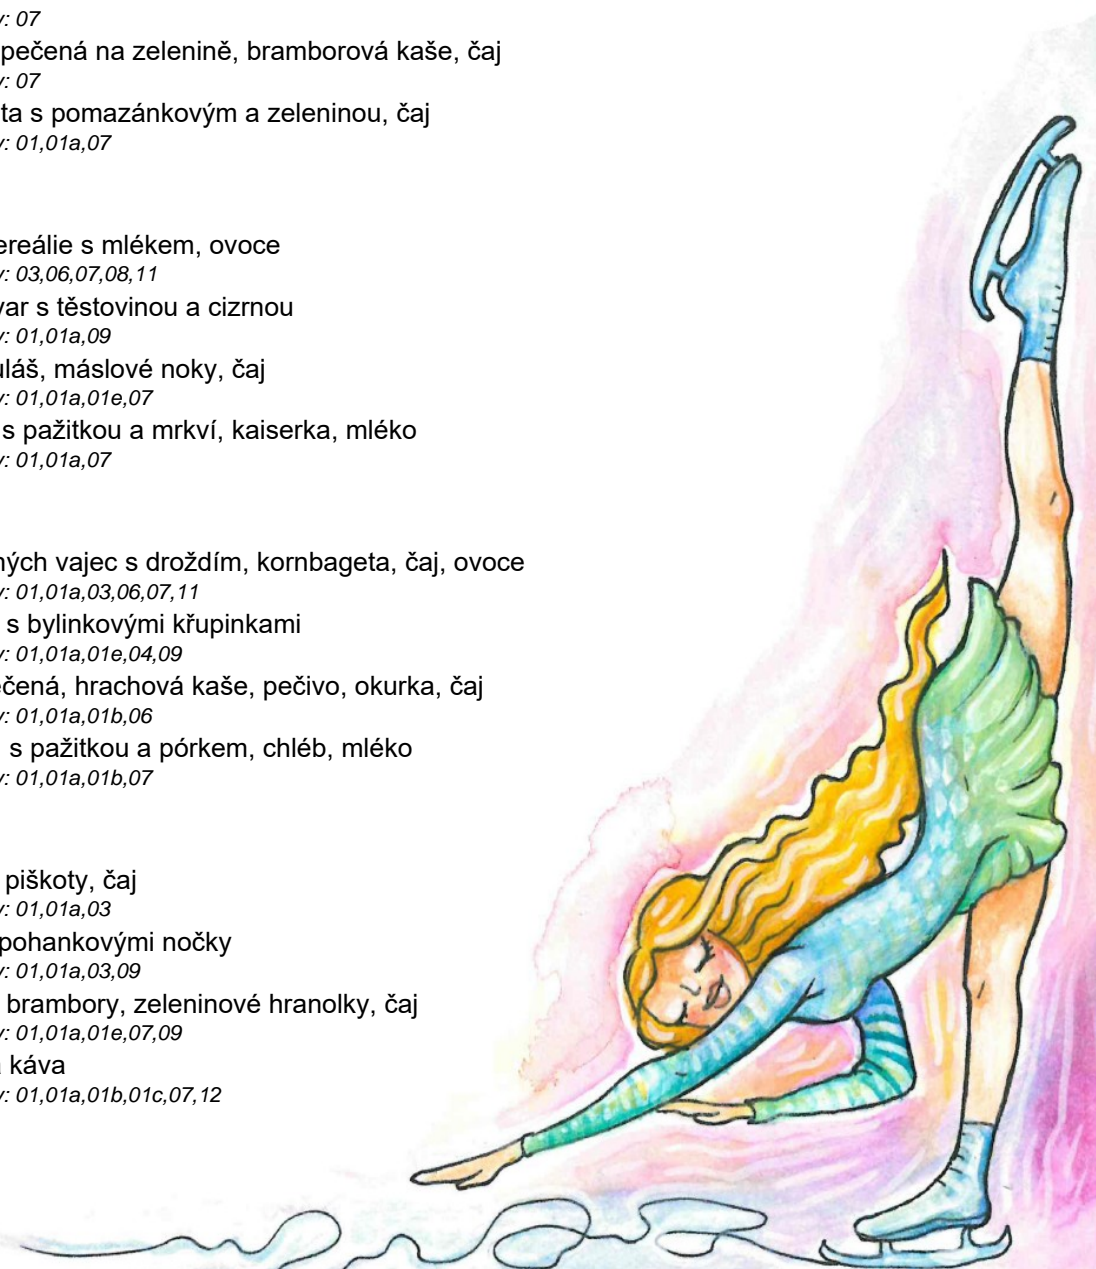 y: 07
pečená na zelenině, bramborová kaše, čaj
y: 07
ta s pomazánkovým a zeleninou, čaj
y: 01,01a,07
ereálie s mlékem, ovoce
y: 03,06,07,08,11
var s těstovinou a cizrnou
y: 01,01a,09
uláš, máslové noky, čaj
y: 01,01a,01e,07
s pažitkou a mrkví, kaiserka, mléko
y: 01,01a,07
ných vajec s droždím, kornbageta, čaj, ovoce
y: 01,01a,03,06,07,11
s bylinkovými křupinkami
y: 01,01a,01e,04,09
ečená, hrachová kaše, pečivo, okurka, čaj
y: 01,01a,01b,06
s pažitkou a pórkem, chléb, mléko
y: 01,01a,01b,07
piškoty, čaj
y: 01,01a,03
pohankovými nočky
y: 01,01a,03,09
brambory, zeleninové hranolky, čaj
y: 01,01a,01e,07,09
káva
y: 01,01a,01b,01c,07,12